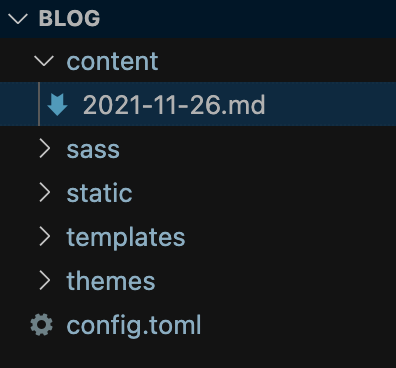 BLOG
content
2021-11-26.md
sass
static
templates
themes
config.toml